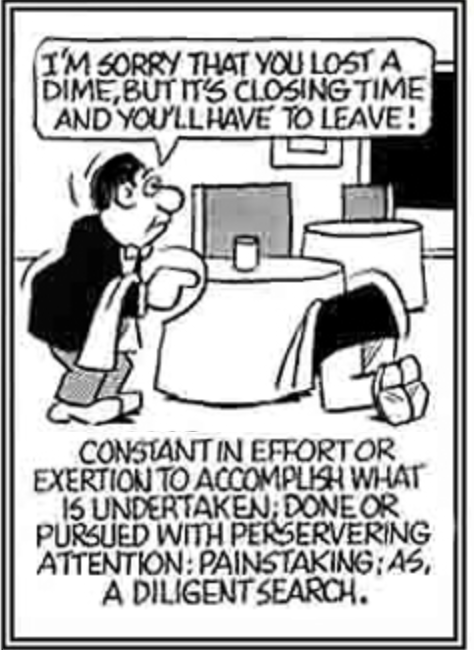 I'M SORRY THAT YOU LOST A
DIME, BUT IT'S CLOSING TIME
AND YOU'LL HAVE TO LEAVE!
CONSTANT IN EFFORT OR
EXERTION TO ACCOMPLISH WHAT
IS UNDERTAKEN; DONE OR
PURSUED WITH PERSERVERING
ATTENTION: PAINSTAKING; AS,
A DILIGENT SEARCH.